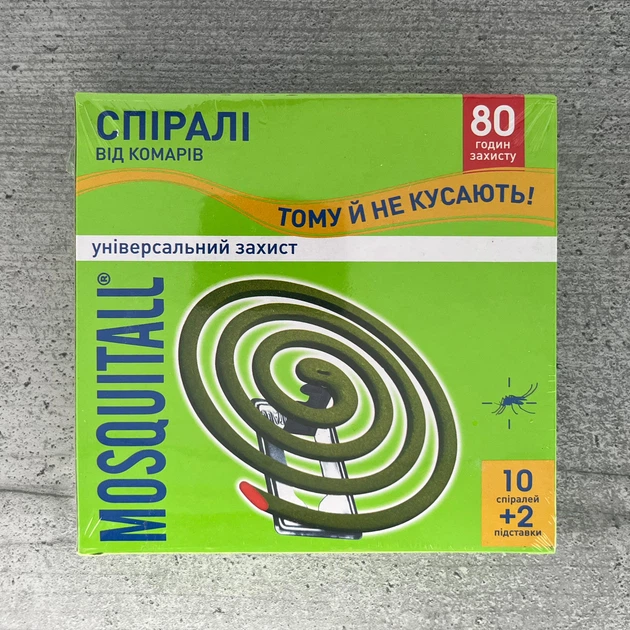 СПІРАЛІ
ВІД КОМАРІВ
80
годин
захисту
ТОМУ Й НЕ КУСАЮТЬ!
універсальний захист
MOSQUITALL®
10
спіралей
+2
підставки